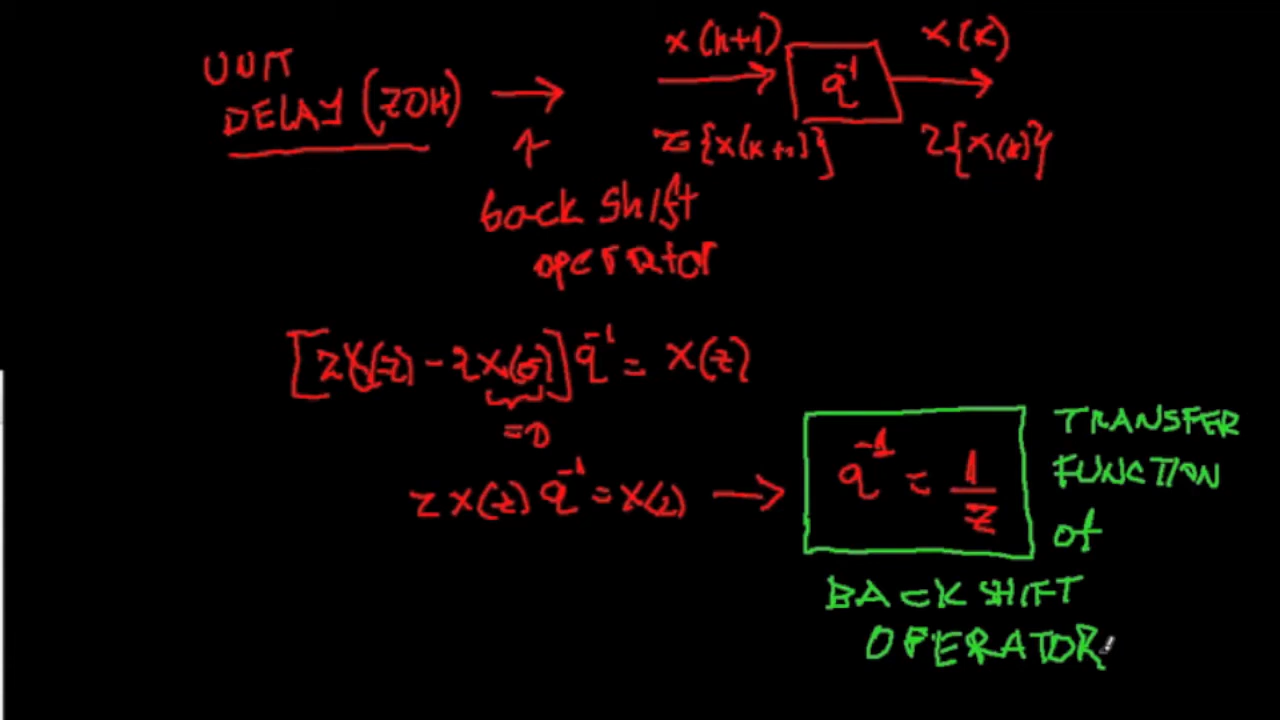 UNIT
DELAY (ZOH) →
x(k+1) → q⁻¹ → x(k)
z{x(k+1)} z{x(k)}
↑
back shift
operator
[zX(z) - zx(0)] q⁻¹ = X(z)
=0
z X(z) q⁻¹ = X(z) → q⁻¹ = 1/z
TRANSFER
FUNCTION
of
BACK SHIFT
OPERATOR